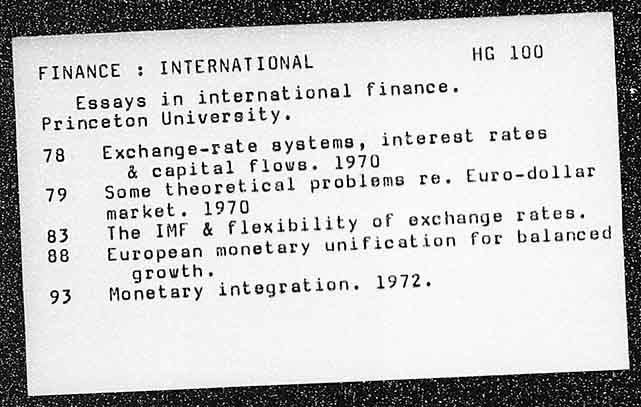 FINANCE : INTERNATIONAL HG 100
Essays in international finance.
Princeton University.
78 Exchange-rate systems, interest rates
& capital flows. 1970
79 Some theoretical problems re. Euro-dollar
market. 1970
83 The IMF & flexibility of exchange rates.
88 European monetary unification for balanced
growth.
93 Monetary integration. 1972.